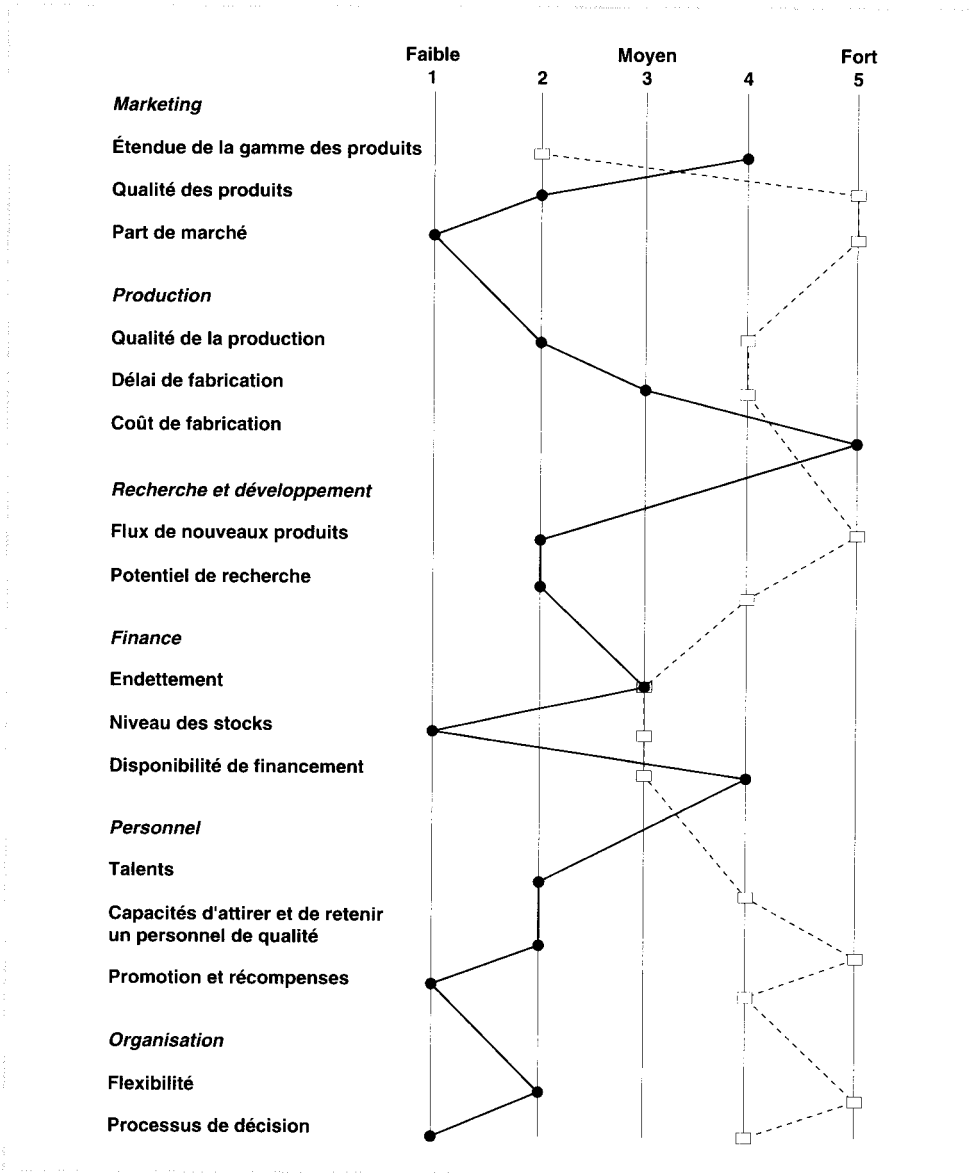 Faible Moyen Fort
1 2 3 4 5
Marketing
Étendue de la gamme des produits
Qualité des produits
Part de marché
Production
Qualité de la production
Délai de fabrication
Coût de fabrication
Recherche et développement
Flux de nouveaux produits
Potentiel de recherche
Finance
Endettement
Niveau des stocks
Disponibilité de financement
Personnel
Talents
Capacités d'attirer et de retenir
un personnel de qualité
Promotion et récompenses
Organisation
Flexibilité
Processus de décision